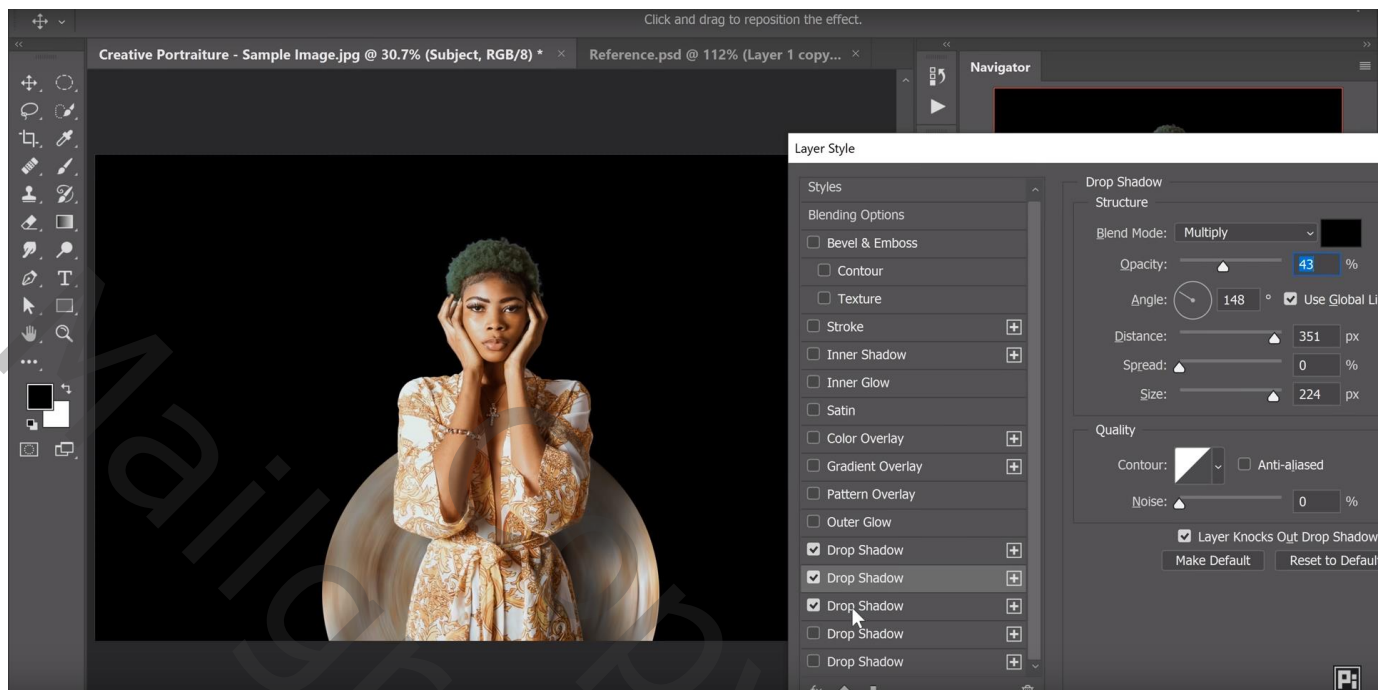 Click and drag to reposition the effect.
Creative Portraiture - Sample Image.jpg @ 30.7% (Subject, RGB/8) * ×
Reference.psd @ 112% (Layer 1 copy... ×
Navigator
Layer Style
Styles
Blending Options
Bevel & Emboss
Contour
Texture
Stroke
Inner Shadow
Inner Glow
Satin
Color Overlay
Gradient Overlay
Pattern Overlay
Outer Glow
Drop Shadow
Drop Shadow
Drop Shadow
Drop Shadow
Drop Shadow
Drop Shadow
Structure
Blend Mode: Multiply
Opacity: 43 %
Angle: 148 ° Use Global Li
Distance: 351 px
Spread: 0 %
Size: 224 px
Quality
Contour: Anti-aliased
Noise: 0 %
Layer Knocks Out Drop Shadow
Make Default Reset to Defaul
Pi